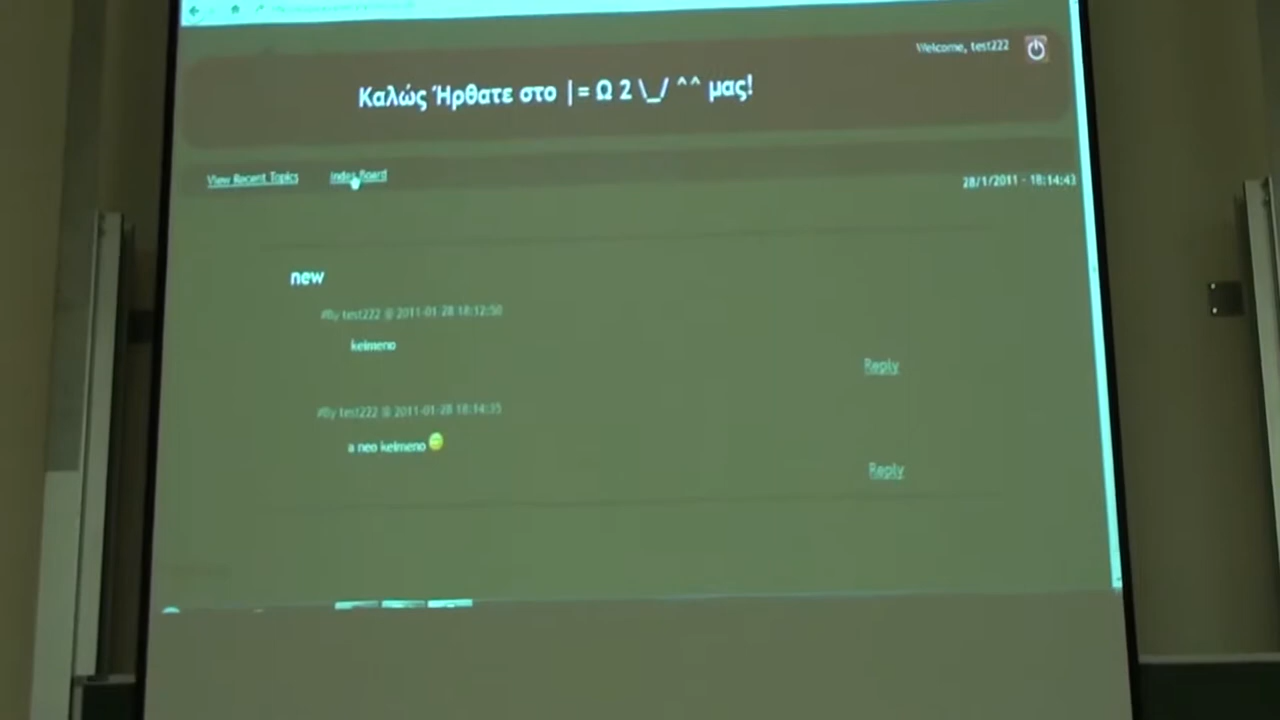 Welcome, test222
Καλώς Ήρθατε στο |= Ω 2 \_/ ^^ μας!
View Recent Topics Index Board
28/1/2011 - 18:14:43
new
#By test222 @ 2011-01-28 18:12:50
keimeno
Reply
#By test222 @ 2011-01-28 18:14:35
a neo keimeno
Reply